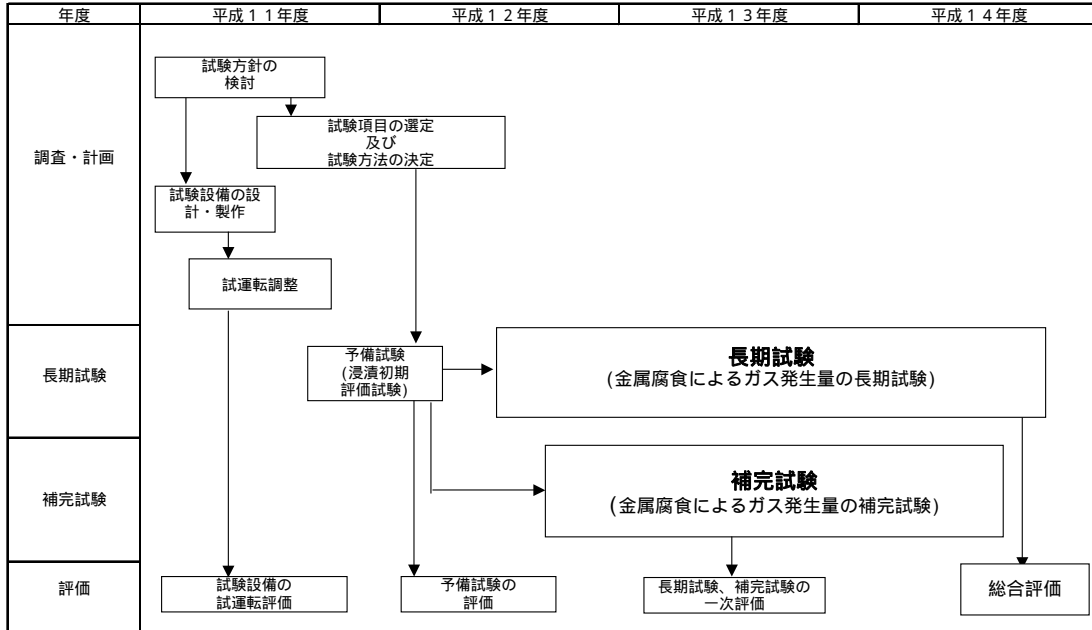 年度
平成１１年度
平成１２年度
平成１３年度
平成１４年度
調査・計画
試験方針の
検討
試験項目の選定
及び
試験方法の決定
試験設備の設
計・製作
試運転調整
長期試験
予備試験
(浸漬初期
評価試験)
長期試験
(金属腐食によるガス発生量の長期試験)
補完試験
補完試験
(金属腐食によるガス発生量の補完試験)
評価
試験設備の
試運転評価
予備試験の
評価
長期試験、補完試験の
一次評価
総合評価